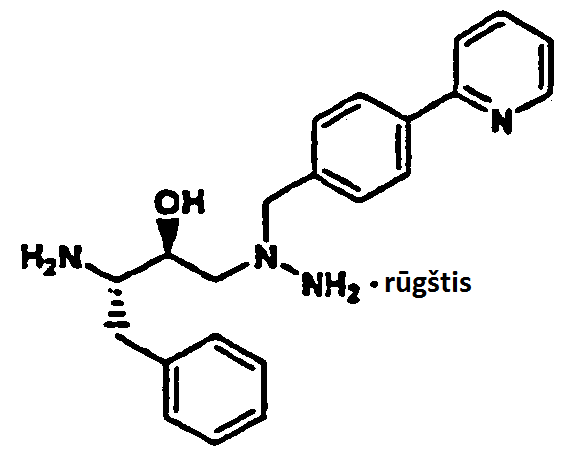 N
OH
H₂N
N
NH₂ · rūgštis